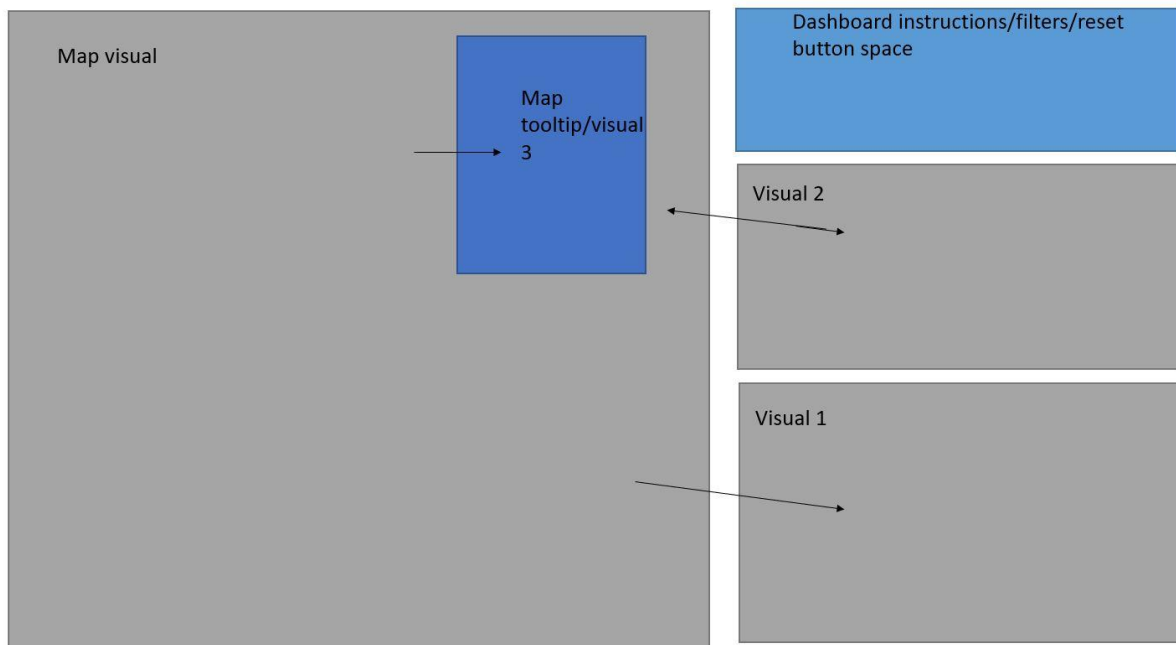 Map visual
Map
tooltip/visual
3
Dashboard instructions/filters/reset
button space
Visual 2
Visual 1